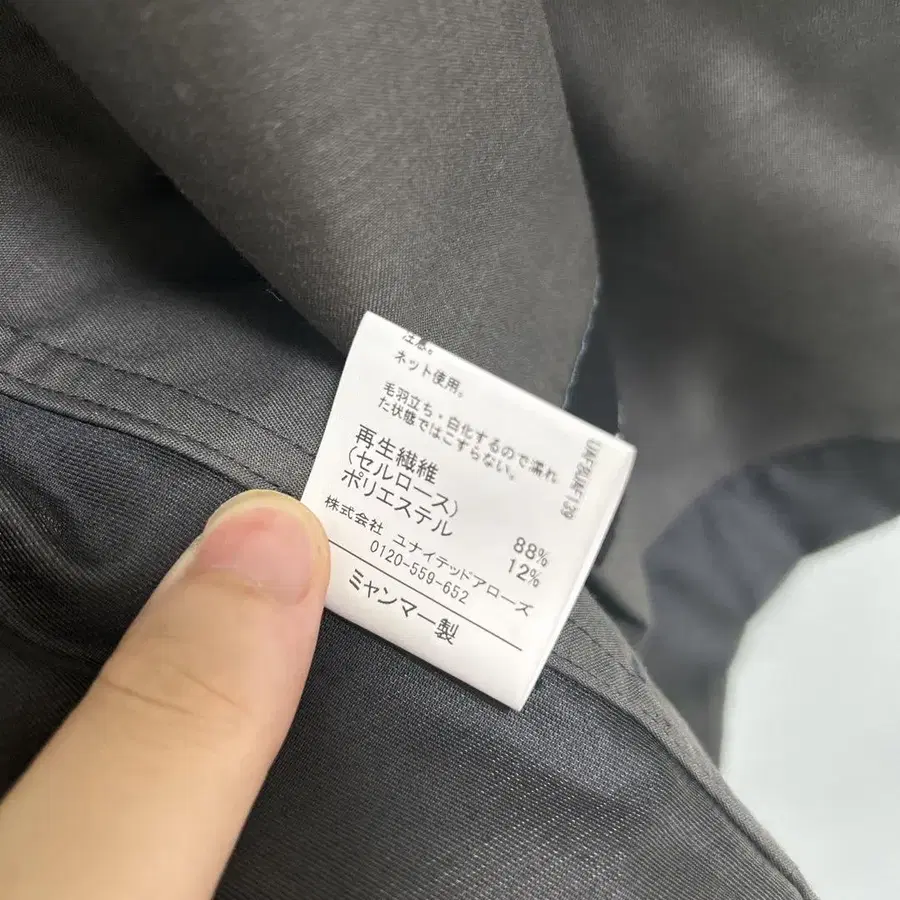 注意。
ネット使用。
毛羽立ち・白化するので濡れ
た状態ではこすらない。
再生繊維
(セルロース) 88%
ポリエステル 12%
株式会社 ユナイテッドアローズ
0120-559-652
ミャンマー製